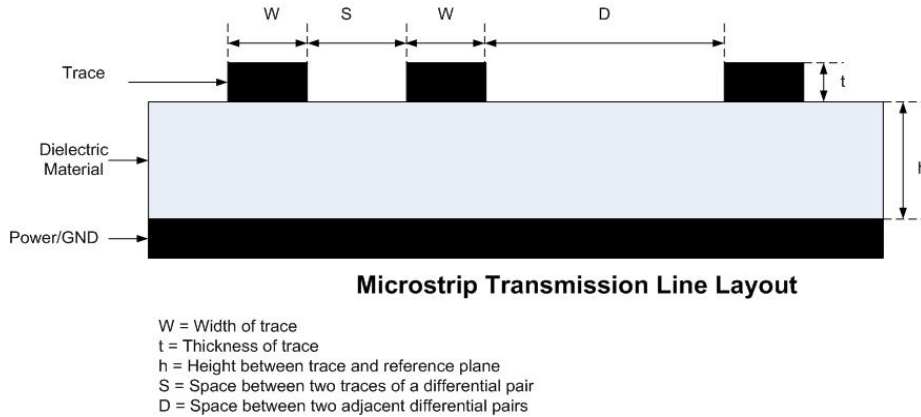 W S W D
Trace
t
Dielectric
Material
h
Power/GND
Microstrip Transmission Line Layout
W = Width of trace
t = Thickness of trace
h = Height between trace and reference plane
S = Space between two traces of a differential pair
D = Space between two adjacent differential pairs